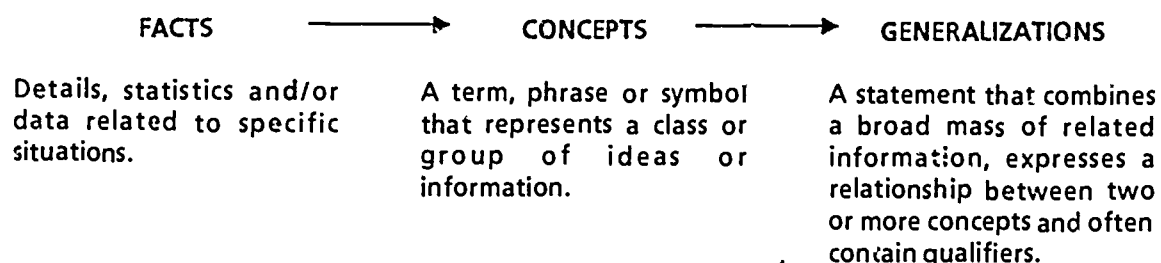 FACTS CONCEPTS GENERALIZATIONS
Details, statistics and/or
data related to specific
situations.
A term, phrase or symbol
that represents a class or
group of ideas or
information.
A statement that combines
a broad mass of related
information, expresses a
relationship between two
or more concepts and often
contain qualifiers.